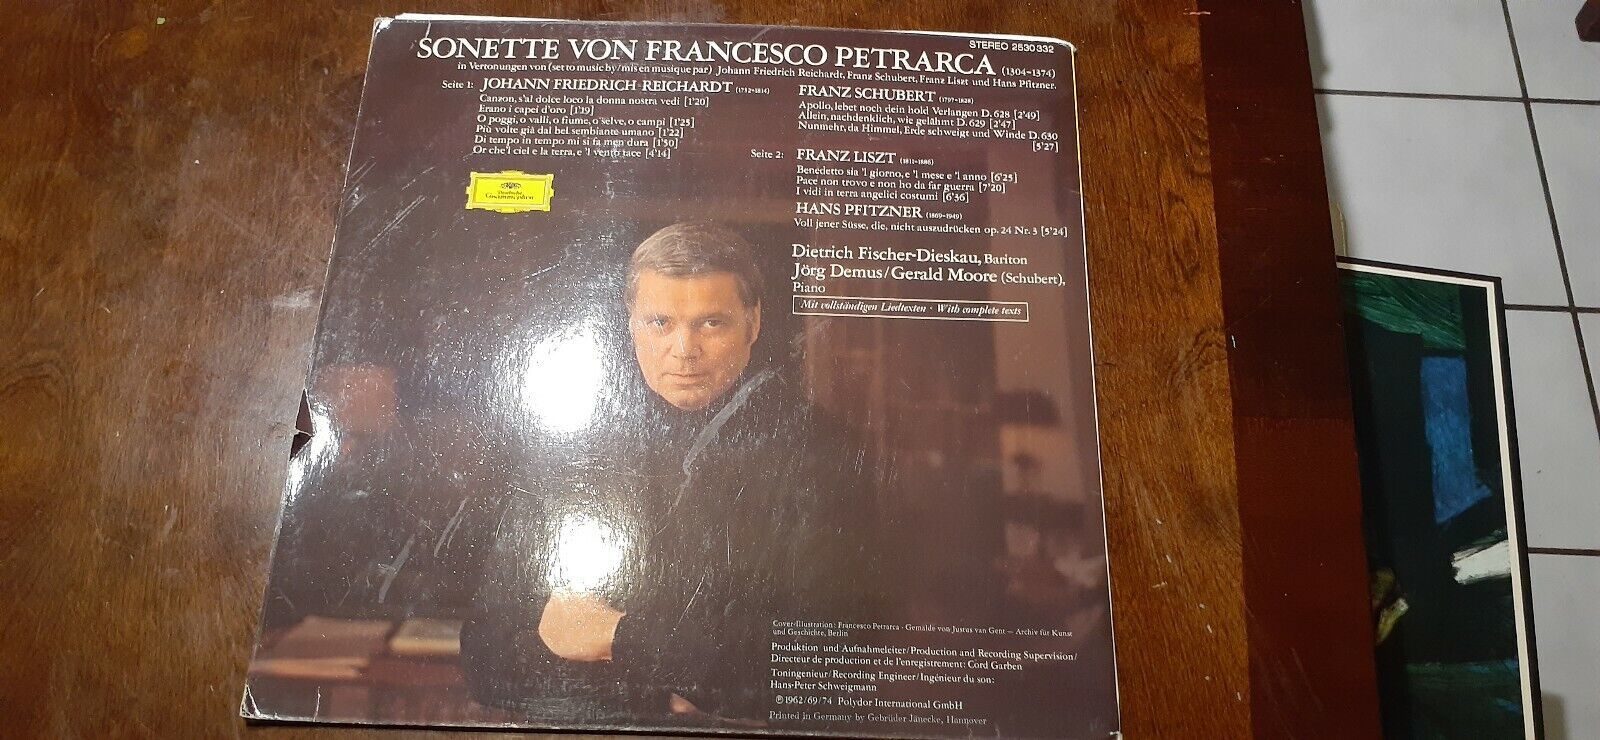 SONETTE VON FRANCESCO PETRARCA (1304-1374)
STEREO 2530 332
in Vertonungen von (set to music by/mis en musique par) Johann Friedrich Reichardt, Franz Schubert, Franz Liszt und Hans Pfitzner.
Seite 1: JOHANN FRIEDRICH REICHARDT (1752-1814)
Canzon, s'al dolce loco la donna nostra vedi [1'20]
Erano i capei d'oro [1'19]
O poggi, o valli, o fiume, o selve, o campi [1'25]
Più volte già dal bel sembiante umano [1'22]
Di tempo in tempo mi si fa men dura [1'50]
Or che 'l ciel e la terra, e 'l vento tace [4'14]
FRANZ SCHUBERT (1797-1828)
Apollo, lebet noch dein hold Verlangen D. 628 [2'49]
Allein, nachdenklich, wie gelähmt D. 629 [2'47]
Nunmehr, da Himmel, Erde schweigt und Winde D. 630
[5'27]
Seite 2: FRANZ LISZT (1811-1886)
Benedetto sia 'l giorno, e 'l mese e 'l anno [6'25]
Pace non trovo e non ho da far guerra [7'20]
I vidi in terra angelici costumi [6'36]
HANS PFITZNER (1869-1949)
Voll jener Süsse, die, nicht auszudrücken op. 24 Nr. 3 [5'24]
Deutsche
Grammophon
Dietrich Fischer-Dieskau, Bariton
Jörg Demus/Gerald Moore (Schubert),
Piano
Mit vollständigen Liedtexten · With complete texts
Cover-Illustration: Francesco Petrarca - Gemälde von Justus van Gent — Archiv für Kunst
und Geschichte, Berlin
Produktion und Aufnahmeleiter/Production and Recording Supervision/
Directeur de production et de l'enregistrement: Cord Garben
Toningenieur/Recording Engineer/Ingénieur du son:
Hans-Peter Schweigmann
℗ 1962/69/74 Polydor International GmbH
Printed in Germany by Gebrüder Jänecke, Hannover